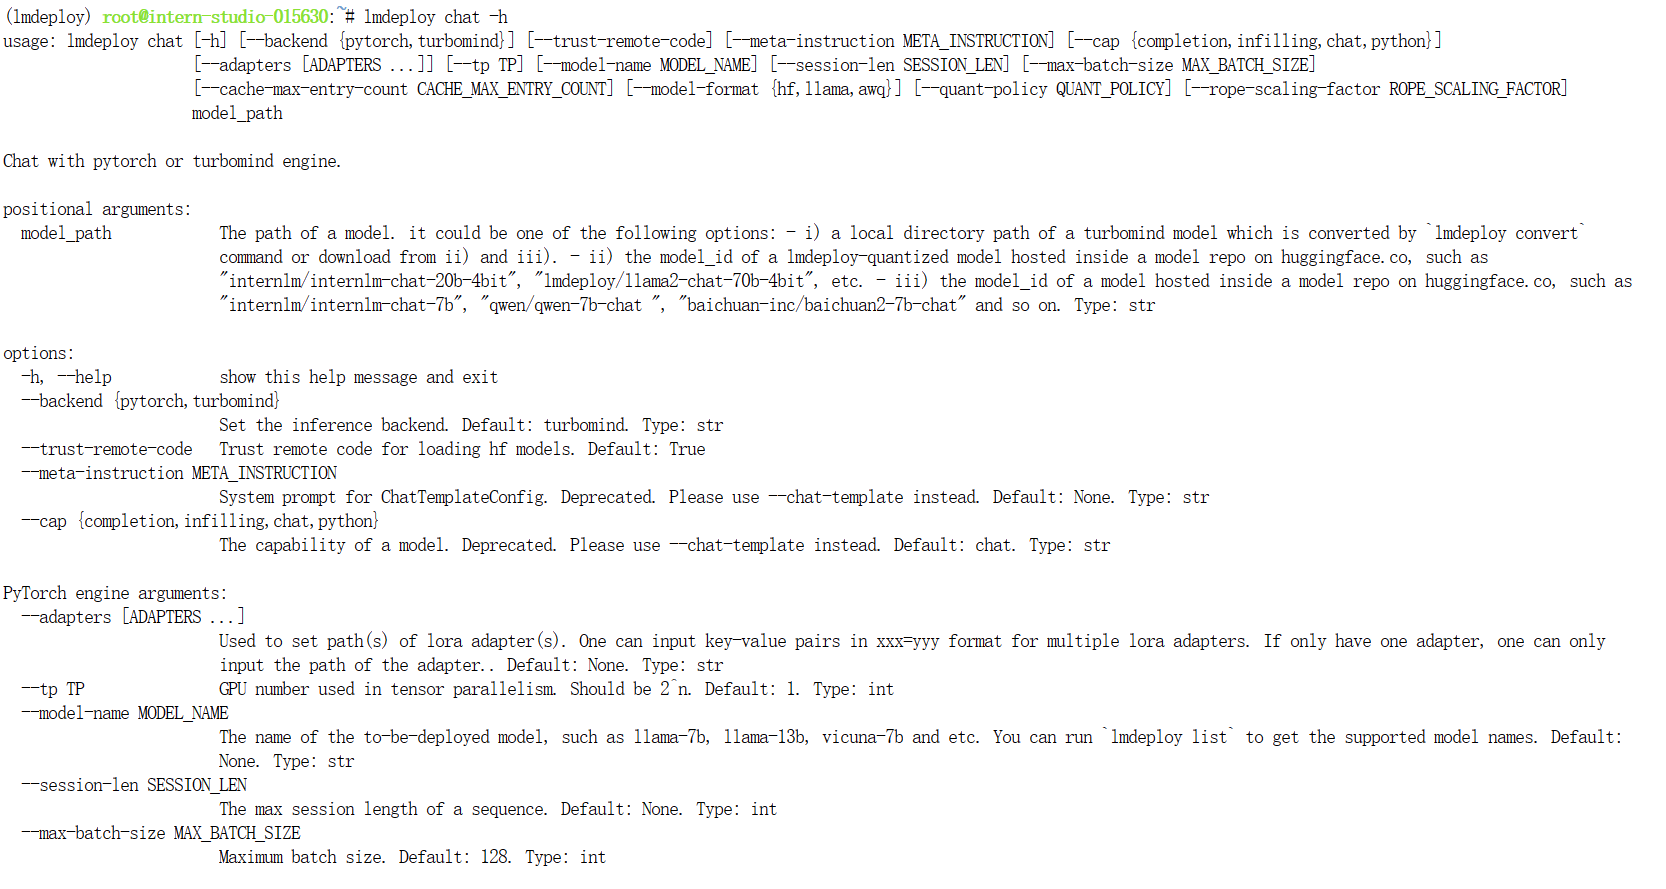 (lmdeploy) root@intern-studio-015630:~# lmdeploy chat -h
usage: lmdeploy chat [-h] [--backend {pytorch,turbomind}] [--trust-remote-code] [--meta-instruction META_INSTRUCTION] [--cap {completion,infilling,chat,python}]
[--adapters [ADAPTERS ...]] [--tp TP] [--model-name MODEL_NAME] [--session-len SESSION_LEN] [--max-batch-size MAX_BATCH_SIZE]
[--cache-max-entry-count CACHE_MAX_ENTRY_COUNT] [--model-format {hf,llama,awq}] [--quant-policy QUANT_POLICY] [--rope-scaling-factor ROPE_SCALING_FACTOR]
model_path
Chat with pytorch or turbomind engine.
positional arguments:
model_path The path of a model. it could be one of the following options: - i) a local directory path of a turbomind model which is converted by `lmdeploy convert`
command or download from ii) and iii). - ii) the model_id of a lmdeploy-quantized model hosted inside a model repo on huggingface.co, such as
"internlm/internlm-chat-20b-4bit", "lmdeploy/llama2-chat-70b-4bit", etc. - iii) the model_id of a model hosted inside a model repo on huggingface.co, such as
"internlm/internlm-chat-7b", "qwen/qwen-7b-chat ", "baichuan-inc/baichuan2-7b-chat" and so on. Type: str
options:
-h, --help show this help message and exit
--backend {pytorch,turbomind}
Set the inference backend. Default: turbomind. Type: str
--trust-remote-code Trust remote code for loading hf models. Default: True
--meta-instruction META_INSTRUCTION
System prompt for ChatTemplateConfig. Deprecated. Please use --chat-template instead. Default: None. Type: str
--cap {completion,infilling,chat,python}
The capability of a model. Deprecated. Please use --chat-template instead. Default: chat. Type: str
PyTorch engine arguments:
--adapters [ADAPTERS ...]
Used to set path(s) of lora adapter(s). One can input key-value pairs in xxx=yyy format for multiple lora adapters. If only have one adapter, one can only
input the path of the adapter.. Default: None. Type: str
--tp TP GPU number used in tensor parallelism. Should be 2^n. Default: 1. Type: int
--model-name MODEL_NAME
The name of the to-be-deployed model, such as llama-7b, llama-13b, vicuna-7b and etc. You can run `lmdeploy list` to get the supported model names. Default:
None. Type: str
--session-len SESSION_LEN
The max session length of a sequence. Default: None. Type: int
--max-batch-size MAX_BATCH_SIZE
Maximum batch size. Default: 128. Type: int